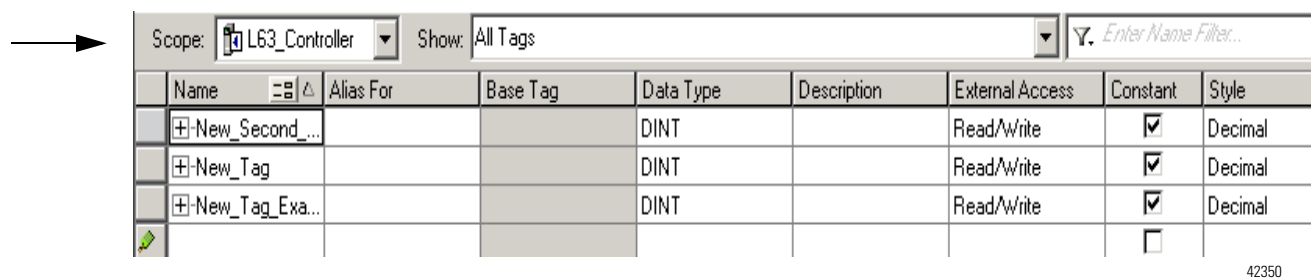 Scope: L63_Controller Show: All Tags Enter Name Filter...
Name Alias For Base Tag Data Type Description External Access Constant Style
New_Second_... DINT Read/Write Decimal
New_Tag DINT Read/Write Decimal
New_Tag_Exa... DINT Read/Write Decimal
42350